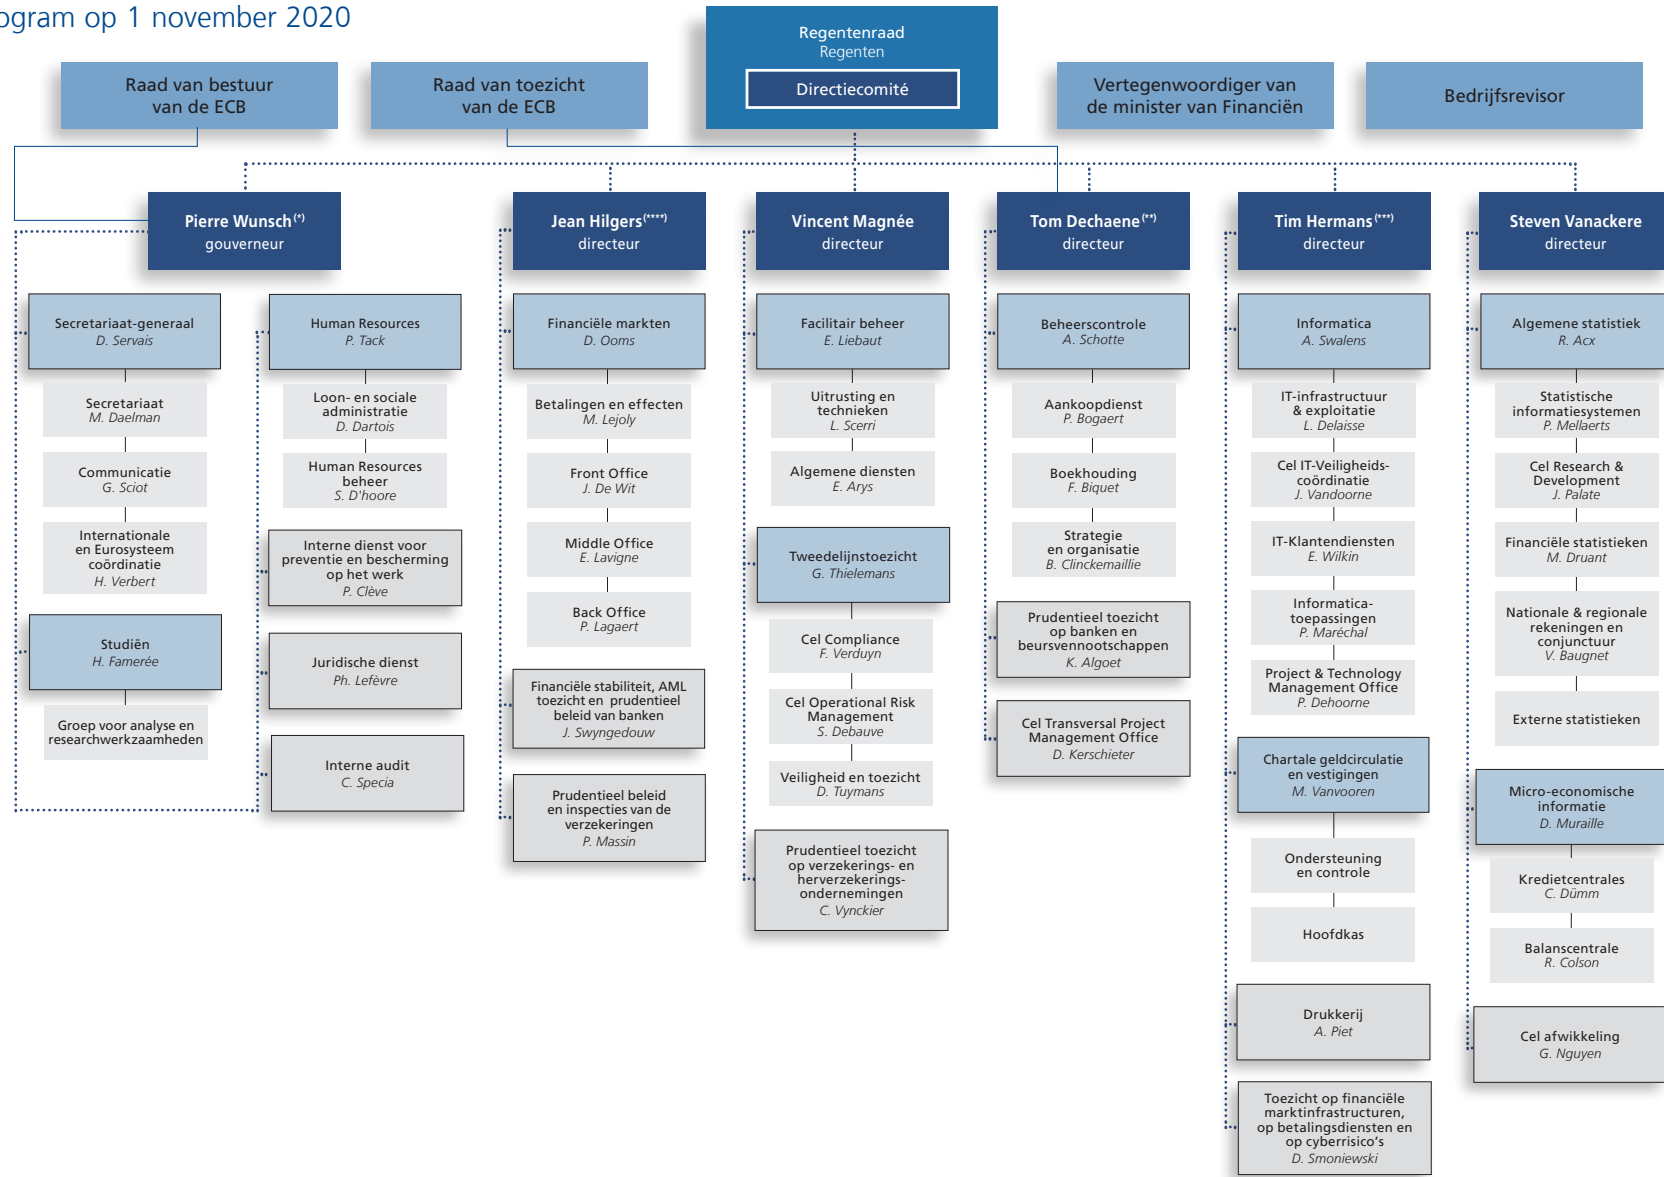 ogram op 1 november 2020
Regentenraad
Regenten
Directiecomité
Raad van bestuur
van de ECB
Raad van toezicht
van de ECB
Vertegenwoordiger van
de minister van Financiën
Bedrijfsrevisor
Pierre Wunsch (*)
gouverneur
Jean Hilgers (****)
directeur
Vincent Magnée
directeur
Tom Dechaene (**)
directeur
Tim Hermans (***)
directeur
Steven Vanackere
directeur
Secretariaat-generaal
D. Servais
Secretariaat
M. Daelman
Communicatie
G. Sciot
Internationale
en Eurosysteem
coördinatie
H. Verbert
Studiën
H. Famerée
Groep voor analyse en
researchwerkzaamheden
Human Resources
P. Tack
Loon- en sociale
administratie
D. Dartois
Human Resources
beheer
S. D'hoore
Interne dienst voor
preventie en bescherming
op het werk
P. Clève
Juridische dienst
Ph. Lefèvre
Interne audit
C. Specia
Financiële markten
D. Ooms
Betalingen en effecten
M. Lejoly
Front Office
J. De Wit
Middle Office
E. Lavigne
Back Office
P. Lagaert
Financiële stabiliteit, AML
toezicht en prudentieel
beleid van banken
J. Swyngedouw
Prudentieel beleid
en inspecties van de
verzekeringen
P. Massin
Facilitair beheer
E. Liebaut
Uitrusting en
technieken
L. Scerri
Algemene diensten
E. Arys
Tweedelijnstoezicht
G. Thielemans
Cel Compliance
F. Verduyn
Cel Operational Risk
Management
S. Debauve
Veiligheid en toezicht
D. Tuymans
Prudentieel toezicht
op verzekerings- en
herverzekerings-
ondernemingen
C. Vynckier
Beheerscontrole
A. Schotte
Aankoopdienst
P. Bogaert
Boekhouding
F. Biquet
Strategie
en organisatie
B. Clinckemaillie
Prudentieel toezicht
op banken en
beursvennootschappen
K. Algoet
Cel Transversal Project
Management Office
D. Kerschieter
Informatica
A. Swalens
IT-infrastructuur
& exploitatie
L. Delaisse
Cel IT-Veiligheids-
coördinatie
J. Vandoorne
IT-Klantendiensten
E. Wilkin
Informatica-
toepassingen
P. Maréchal
Project & Technology
Management Office
P. Dehoorne
Chartale geldcirculatie
en vestigingen
M. Vanvooren
Ondersteuning
en controle
Hoofdkas
Drukkerij
A. Piet
Toezicht op financiële
marktinfrastructuren,
op betalingsdiensten en
op cyberrisico's
D. Smoniewski
Algemene statistiek
R. Acx
Statistische
informatiesystemen
P. Mellaerts
Cel Research &
Development
J. Palate
Financiële statistieken
M. Druant
Nationale & regionale
rekeningen en
conjunctuur
V. Baugnet
Externe statistieken
Micro-economische
informatie
D. Muraille
Kredietcentrales
C. Dümm
Balanscentrale
R. Colson
Cel afwikkeling
G. Nguyen